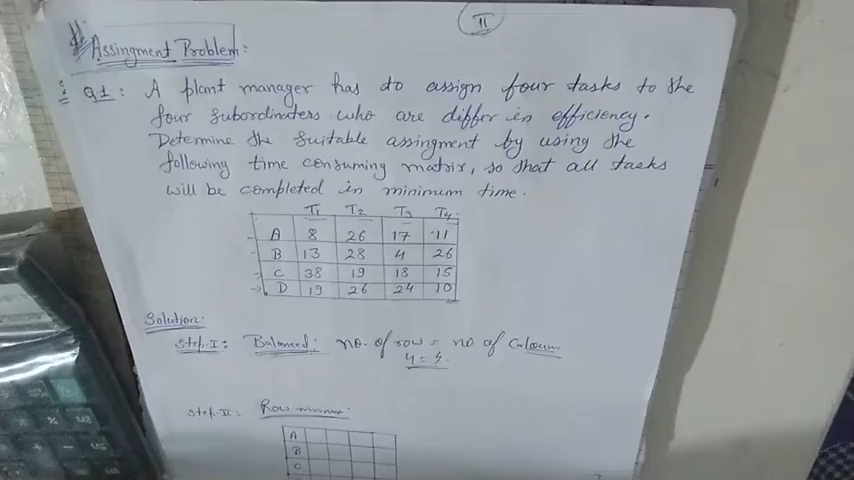 II
Assingment Problem:
Q1: A plant manager has to assign four tasks to the
four subordinates who are differ in efficiency.
Determine the suitable assingment by using the
following time consuming matrix, so that all tasks
will be completed in minimum time.
T1 T2 T3 T4
A 8 26 17 11
B 13 28 4 26
C 38 19 18 15
D 19 26 24 10
Solution:
Step-I: Balanced: no. of row = no of Coloum
4 = 4.
Step-II: Row minimum:
A
B
C